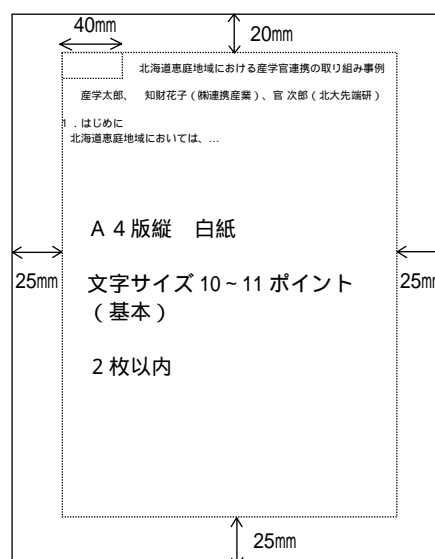 40mm
20mm
北海道恵庭地域における産学官連携の取り組み事例
産学太郎、 知財花子（㈱連携産業）、官 次郎（北大先端研）
１．はじめに
北海道恵庭地域においては、…
Ａ４版縦 白紙
25mm
25mm
文字サイズ 10～11 ポイント
（基本）
２枚以内
25mm